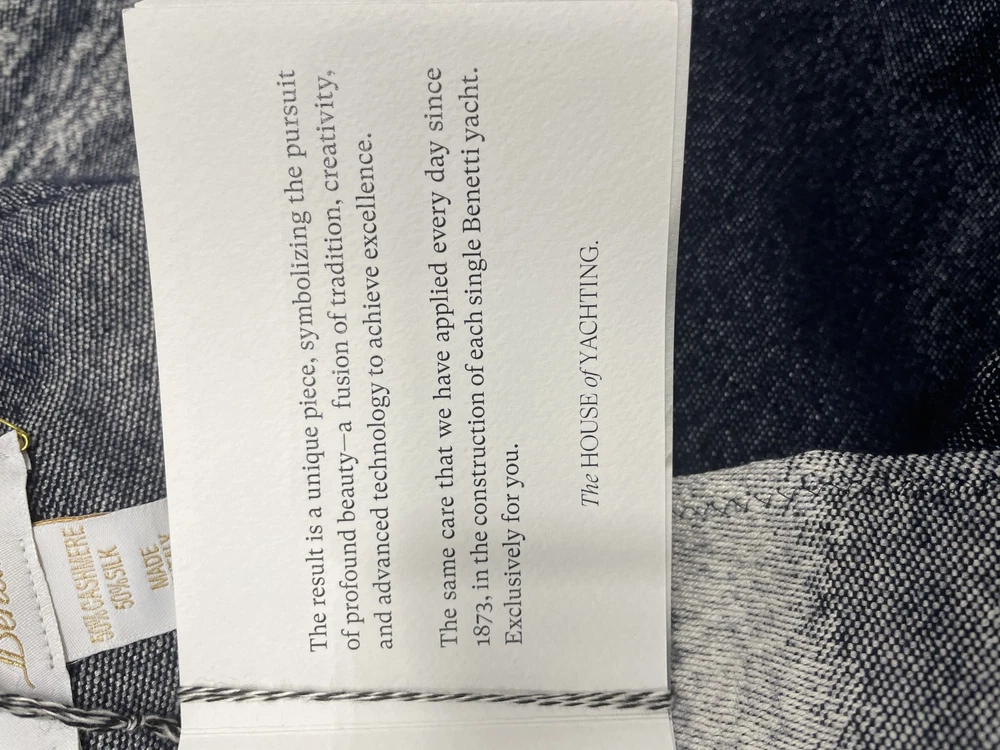 The result is a unique piece, symbolizing the pursuit
of profound beauty—a fusion of tradition, creativity,
and advanced technology to achieve excellence.
The same care that we have applied every day since
1873, in the construction of each single Benetti yacht.
Exclusively for you.
The HOUSE of YACHTING.
CASHMERE
50% SILK
MADE